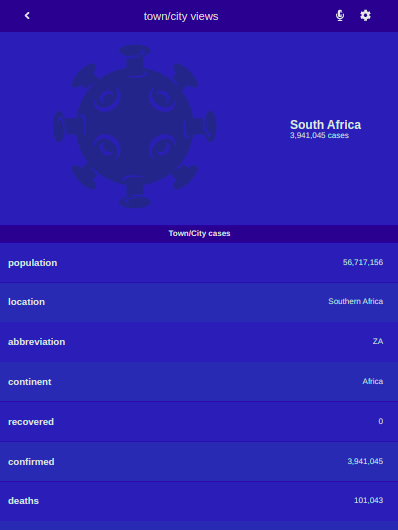 town/city views
South Africa
3,941,045 cases
Town/City cases
population 56,717,156
location Southern Africa
abbreviation ZA
continent Africa
recovered 0
confirmed 3,941,045
deaths 101,043